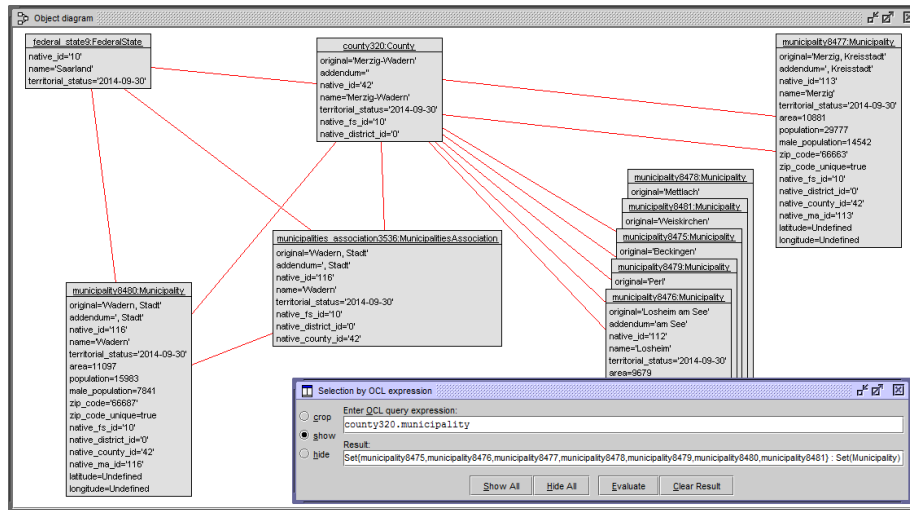 Object diagram
federal_state9:FederalState
native_id='10'
name='Saarland'
territorial_status='2014-09-30'
county320:County
original='Merzig-Wadern'
addendum=''
native_id='42'
name='Merzig-Wadern'
territorial_status='2014-09-30'
native_fs_id='10'
native_district_id='0'
municipality8477:Municipality
original='Merzig, Kreisstadt'
addendum=', Kreisstadt'
native_id='113'
name='Merzig'
territorial_status='2014-09-30'
area=10881
population=29777
male_population=14542
zip_code='66663'
zip_code_unique=true
native_fs_id='10'
native_district_id='0'
native_county_id='42'
native_ma_id='113'
latitude=Undefined
longitude=Undefined
municipality8478:Municipality
original='Mettlach'
municipality8481:Municipality
original='Weiskirchen'
municipality8475:Municipality
original='Beckingen'
municipality8479:Municipality
original='Perl'
municipality8476:Municipality
original='Losheim am See'
addendum='am See'
native_id='112'
name='Losheim'
territorial_status='2014-09-30'
area=9679
municipalities_association3536:MunicipalitiesAssociation
original='Wadern, Stadt'
addendum=', Stadt'
native_id='116'
name='Wadern'
territorial_status='2014-09-30'
native_fs_id='10'
native_district_id='0'
native_county_id='42'
municipality8480:Municipality
original='Wadern, Stadt'
addendum=', Stadt'
native_id='116'
name='Wadern'
territorial_status='2014-09-30'
area=11097
population=15983
male_population=7841
zip_code='66687'
zip_code_unique=true
native_fs_id='10'
native_district_id='0'
native_county_id='42'
native_ma_id='116'
latitude=Undefined
longitude=Undefined
Selection by OCL expression
crop
show
hide
Enter OCL query expression:
county320.municipality
Result:
Set{municipality8475,municipality8476,municipality8477,municipality8478,municipality8479,municipality8480,municipality8481} : Set(Municipality)
Show All
Hide All
Evaluate
Clear Result